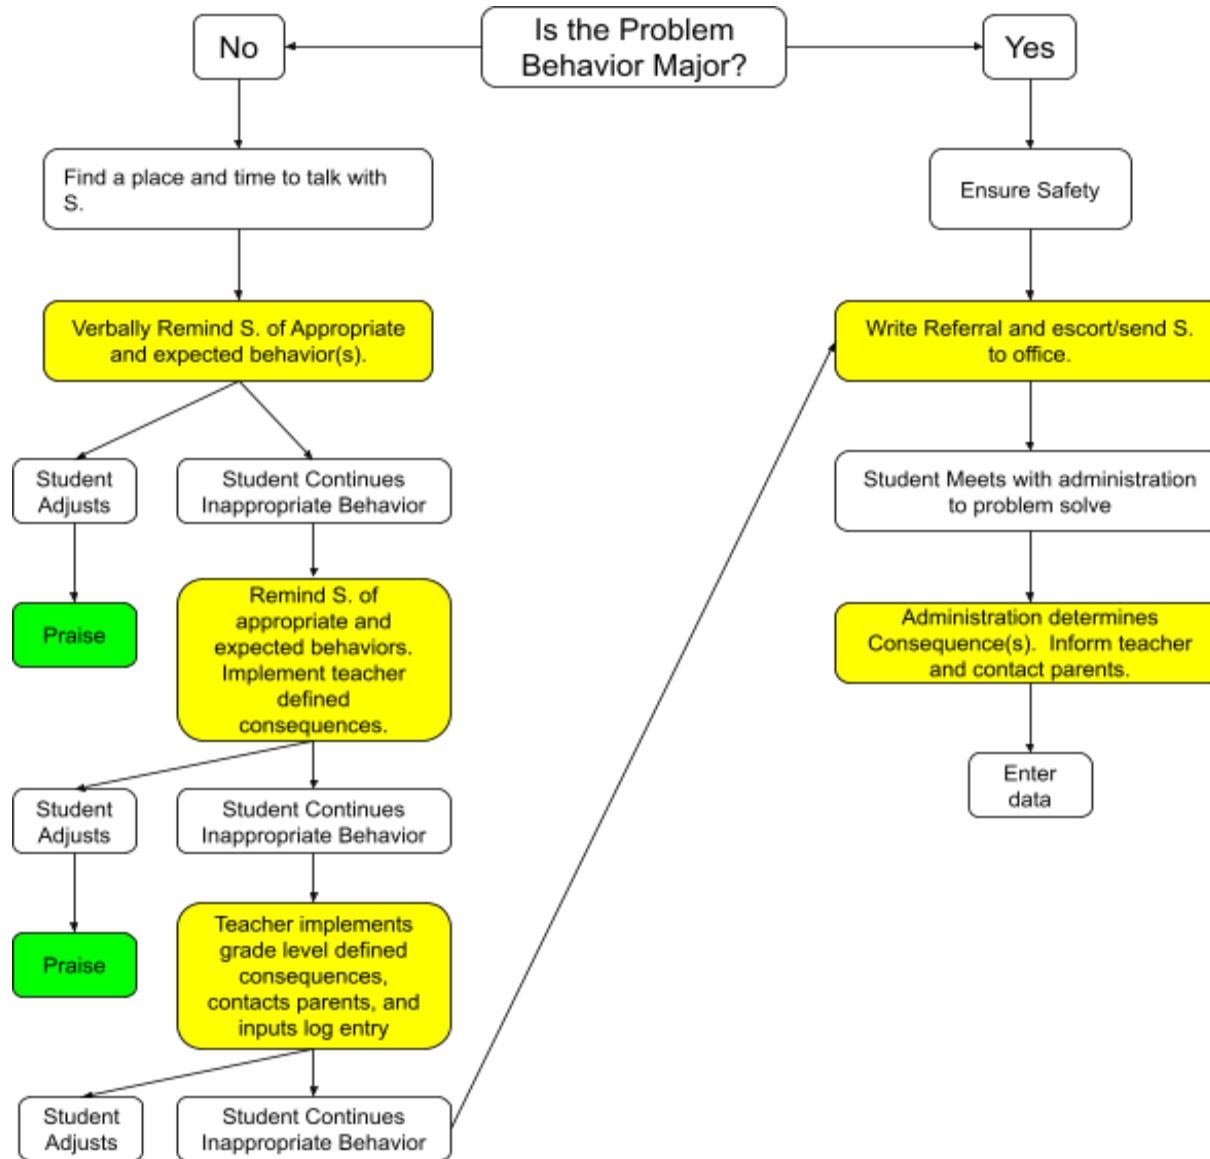 Is the Problem
Behavior Major?
No
Yes
Find a place and time to talk with
S.
Ensure Safety
Verbally Remind S. of Appropriate
and expected behavior(s).
Write Referral and escort/send S.
to office.
Student
Adjusts
Student Continues
Inappropriate Behavior
Student Meets with administration
to problem solve
Praise
Remind S. of
appropriate and
expected behaviors.
Implement teacher
defined
consequences.
Administration determines
Consequence(s).  Inform teacher
and contact parents.
Student
Adjusts
Student Continues
Inappropriate Behavior
Enter
data
Praise
Teacher implements
grade level defined
consequences,
contacts parents, and
inputs log entry
Student
Adjusts
Student Continues
Inappropriate Behavior